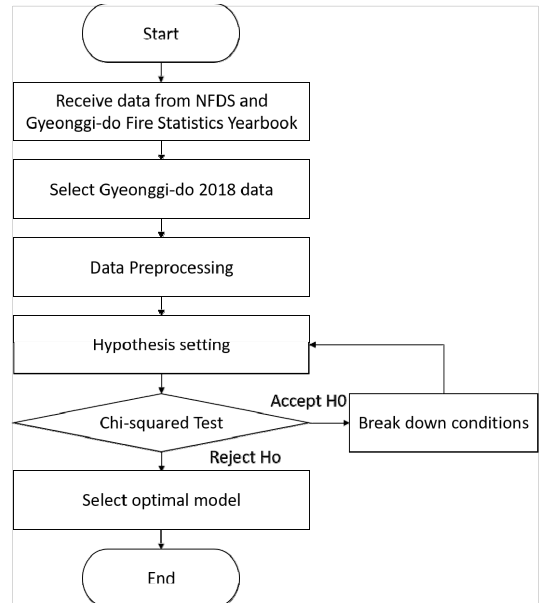 Start
Receive data from NFDS and
Gyeonggi-do Fire Statistics Yearbook
Select Gyeonggi-do 2018 data
Data Preprocessing
Hypothesis setting
Accept H0
Chi-squared Test
Break down conditions
Reject Ho
Select optimal model
End